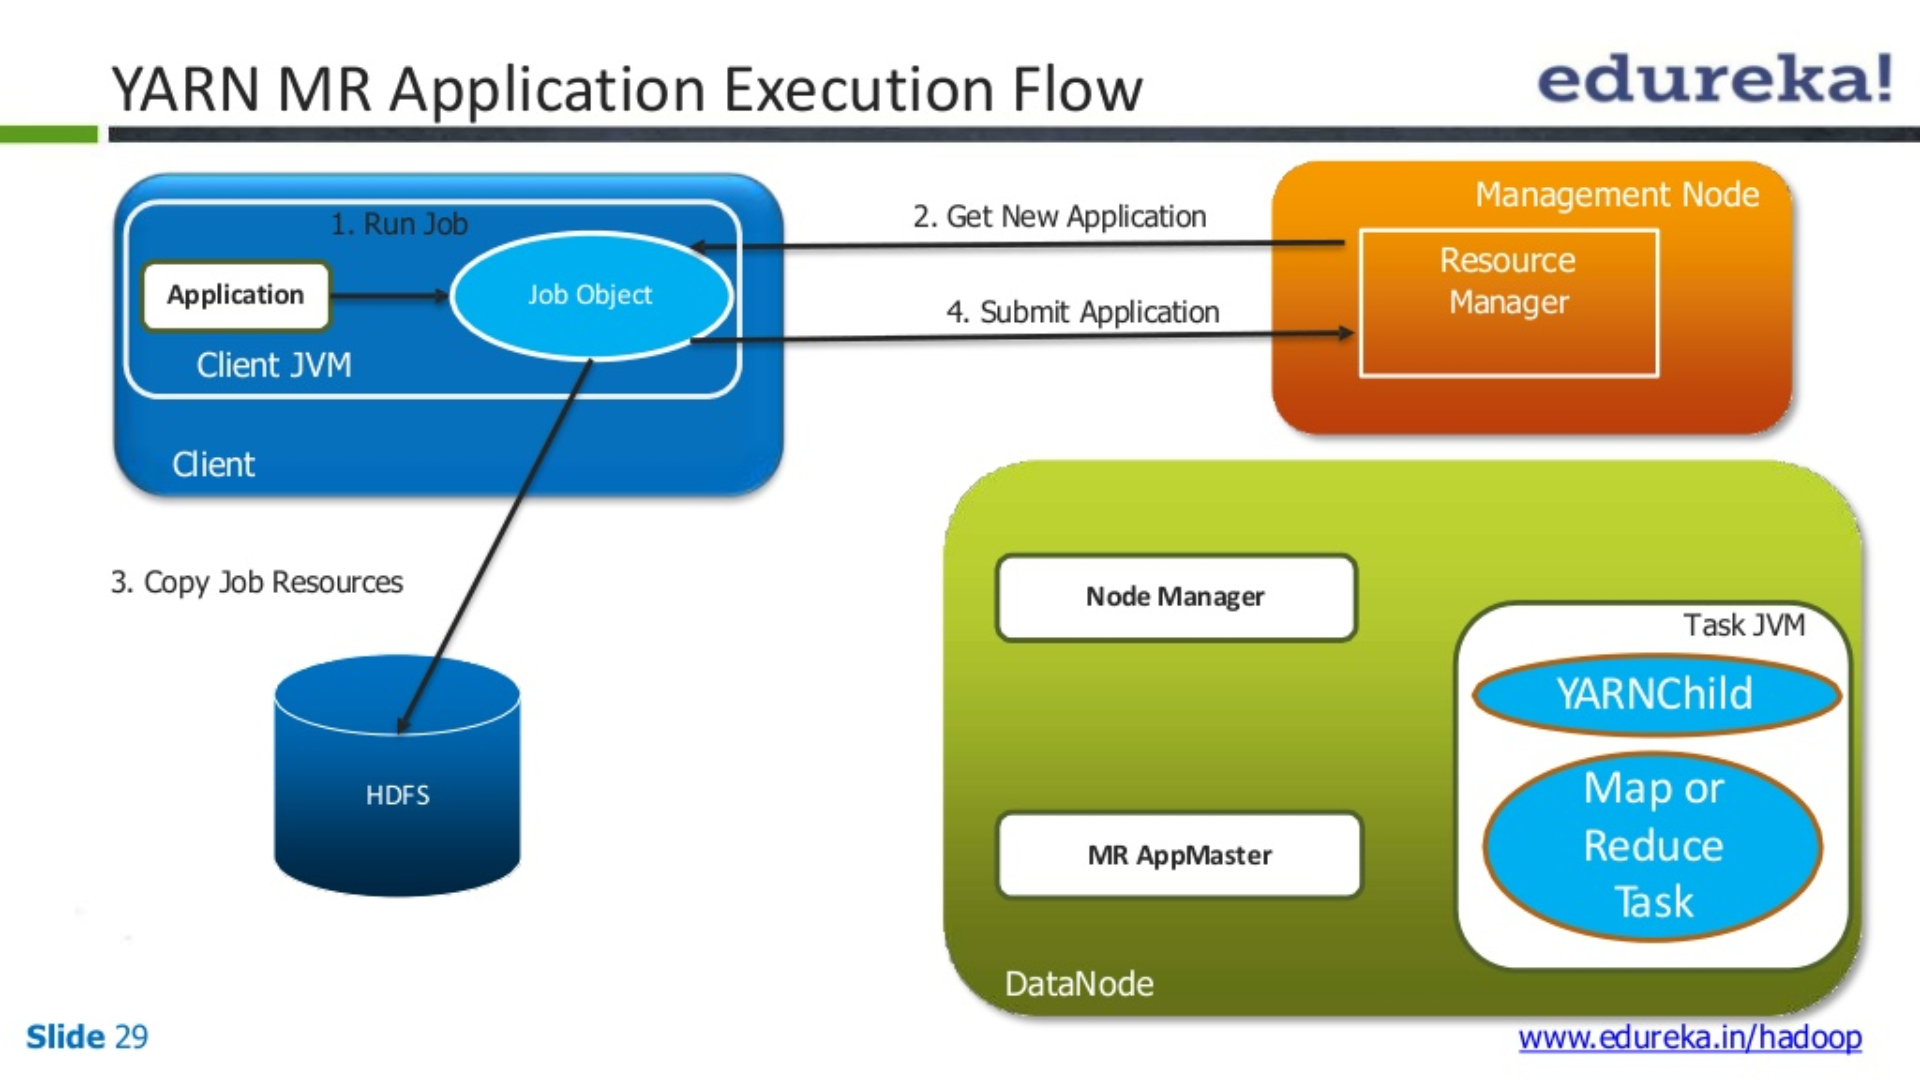 YARN MR Application Execution Flow
edureka!
1. Run Job
Application
Job Object
Client JVM
Client
2. Get New Application
4. Submit Application
Management Node
Resource
Manager
3. Copy Job Resources
HDFS
Node Manager
MR AppMaster
Task JVM
YARNChild
Map or
Reduce
Task
DataNode
Slide 29
www.edureka.in/hadoop